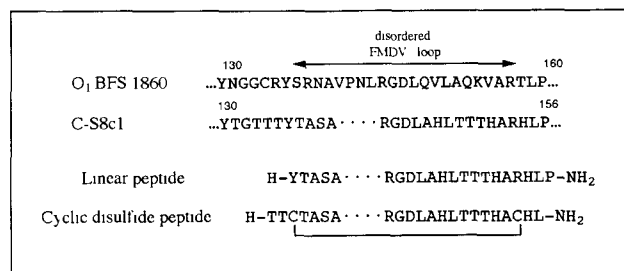 disordered
FMDV loop
130 160
O₁ BFS 1860 ...YNGGCRYSRNAVPNLRGDLQVLAQKVARTLP...
130 156
C-S8c1 ...YTGTTTYTASA····RGDLAHLTTTHARHLP...
Linear peptide H-YTASA····RGDLAHLTTTHARHLP-NH₂
Cyclic disulfide peptide H-TTCTASA····RGDLAHLTTTHACHL-NH₂